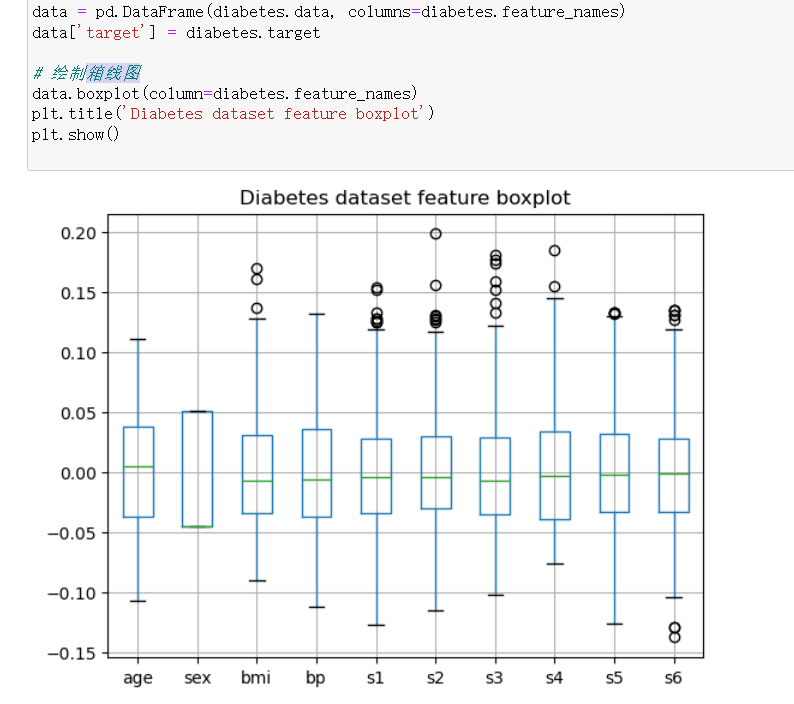 data = pd.DataFrame(diabetes.data, columns=diabetes.feature_names)
data['target'] = diabetes.target
# 绘制箱线图
data.boxplot(column=diabetes.feature_names)
plt.title('Diabetes dataset feature boxplot')
plt.show()
Diabetes dataset feature boxplot
0.20
0.15
0.10
0.05
0.00
−0.05
−0.10
−0.15
age sex bmi bp s1 s2 s3 s4 s5 s6